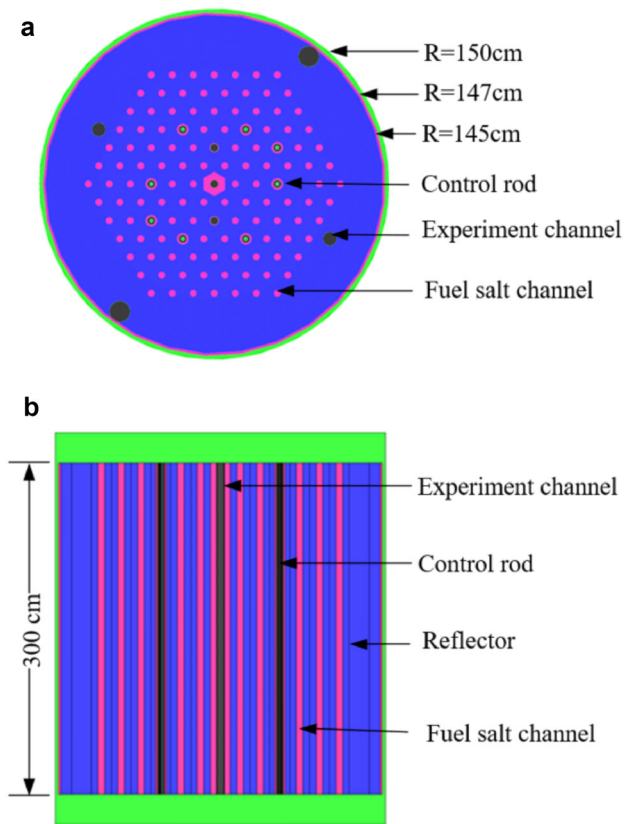 a
R=150cm
R=147cm
R=145cm
Control rod
Experiment channel
Fuel salt channel
b
Experiment channel
Control rod
Reflector
Fuel salt channel
300 cm